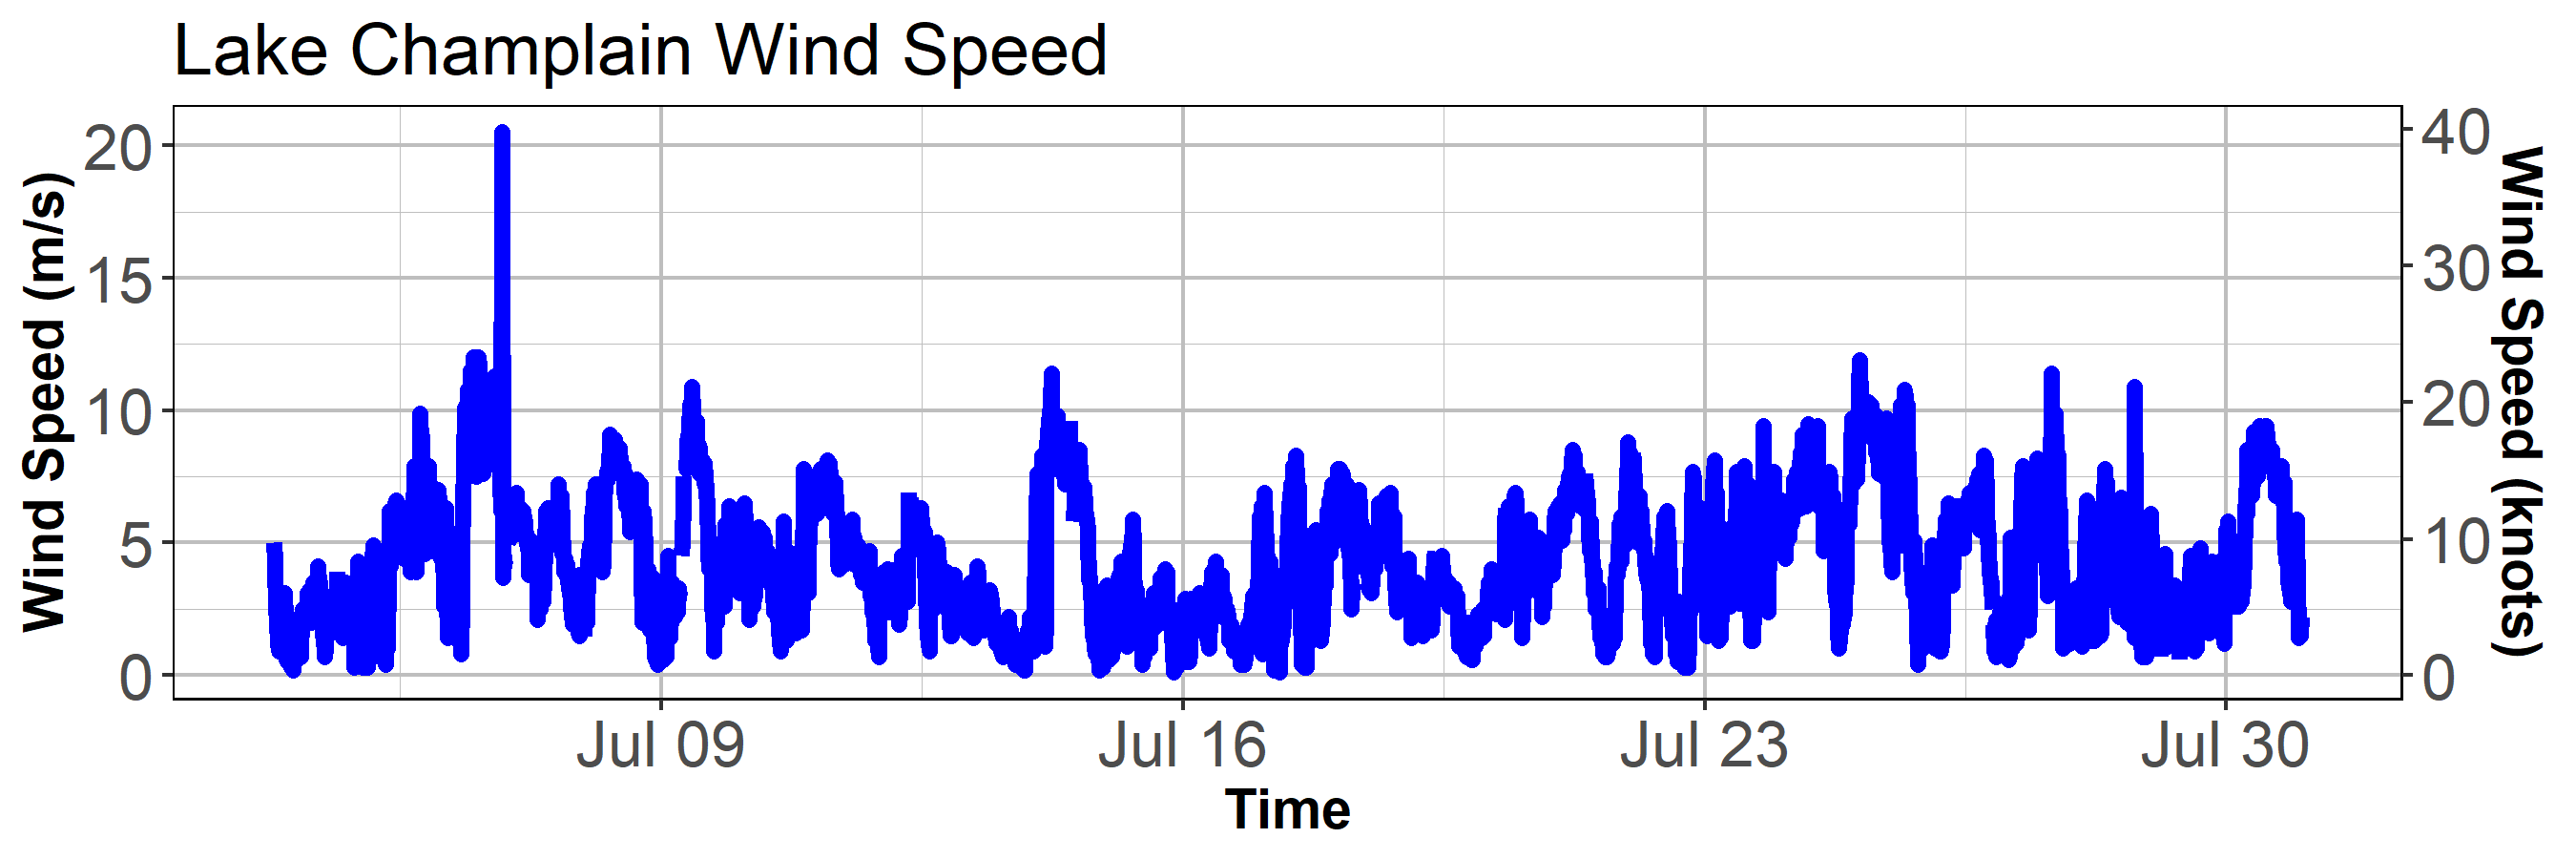 Lake Champlain Wind Speed
Wind Speed (m/s)
20
15
10
5
0
40
30
20
10
0
Wind Speed (knots)
Jul 09
Jul 16
Jul 23
Jul 30
Time